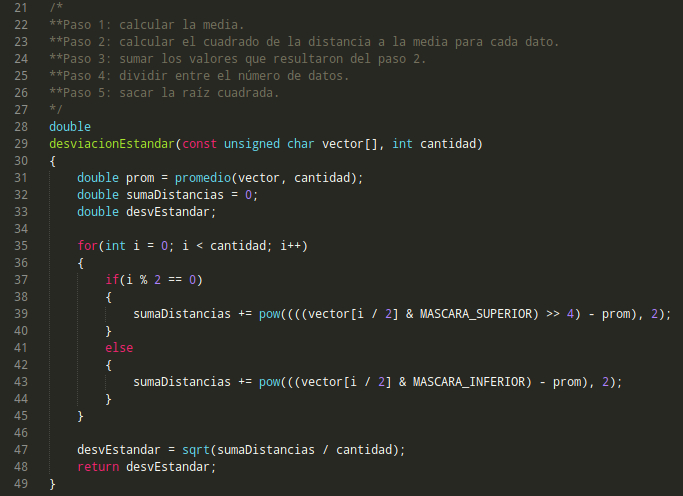 21 /*
22 **Paso 1: calcular la media.
23 **Paso 2: calcular el cuadrado de la distancia a la media para cada dato.
24 **Paso 3: sumar los valores que resultaron del paso 2.
25 **Paso 4: dividir entre el número de datos.
26 **Paso 5: sacar la raíz cuadrada.
27 */
28 double
29 desviacionEstandar(const unsigned char vector[], int cantidad)
30 {
31     double prom = promedio(vector, cantidad);
32     double sumaDistancias = 0;
33     double desvEstandar;
34
35     for(int i = 0; i < cantidad; i++)
36     {
37         if(i % 2 == 0)
38         {
39             sumaDistancias += pow((((vector[i / 2] & MASCARA_SUPERIOR) >> 4) - prom), 2);
40         }
41         else
42         {
43             sumaDistancias += pow(((vector[i / 2] & MASCARA_INFERIOR) - prom), 2);
44         }
45     }
46
47     desvEstandar = sqrt(sumaDistancias / cantidad);
48     return desvEstandar;
49 }